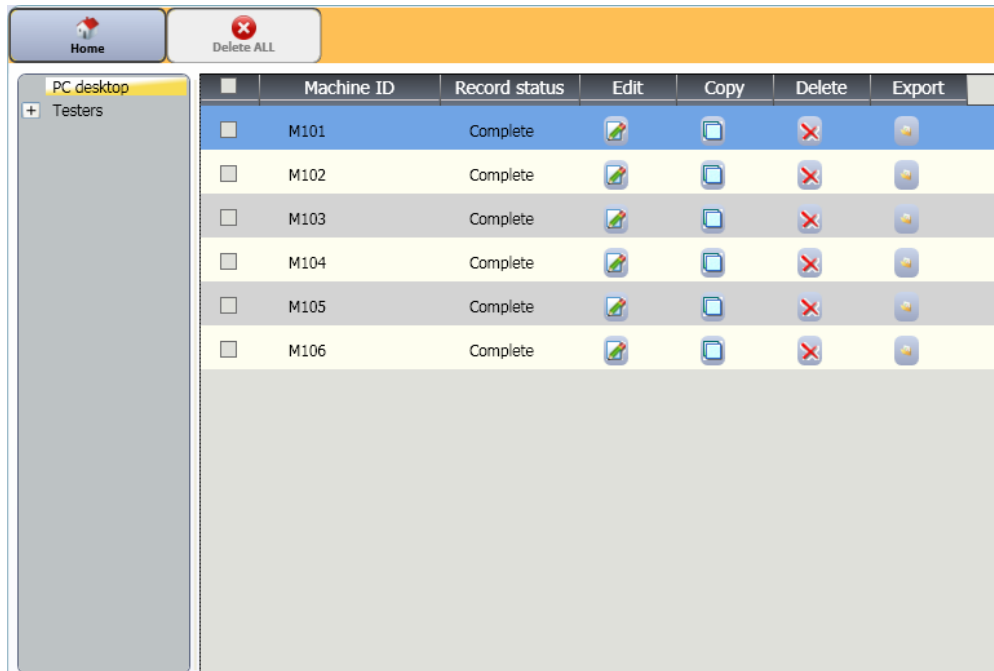 Home Delete ALL
PC desktop
Testers
Machine ID Record status Edit Copy Delete Export
M101 Complete
M102 Complete
M103 Complete
M104 Complete
M105 Complete
M106 Complete